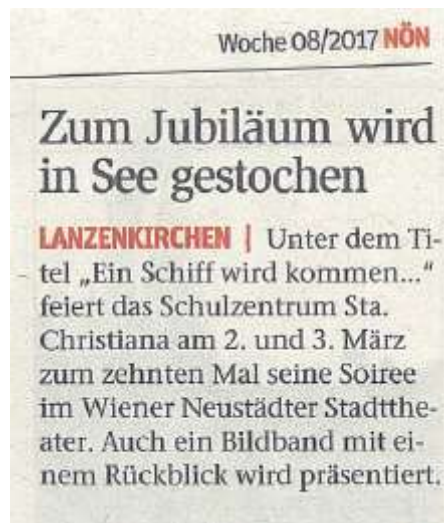 Woche 08/2017 NÖN
Zum Jubiläum wird
in See gestochen
LANZENKIRCHEN | Unter dem Ti-
tel „Ein Schiff wird kommen...“
feiert das Schulzentrum Sta.
Christiana am 2. und 3. März
zum zehnten Mal seine Soiree
im Wiener Neustädter Stadtthe-
ater. Auch ein Bildband mit ei-
nem Rückblick wird präsentiert.